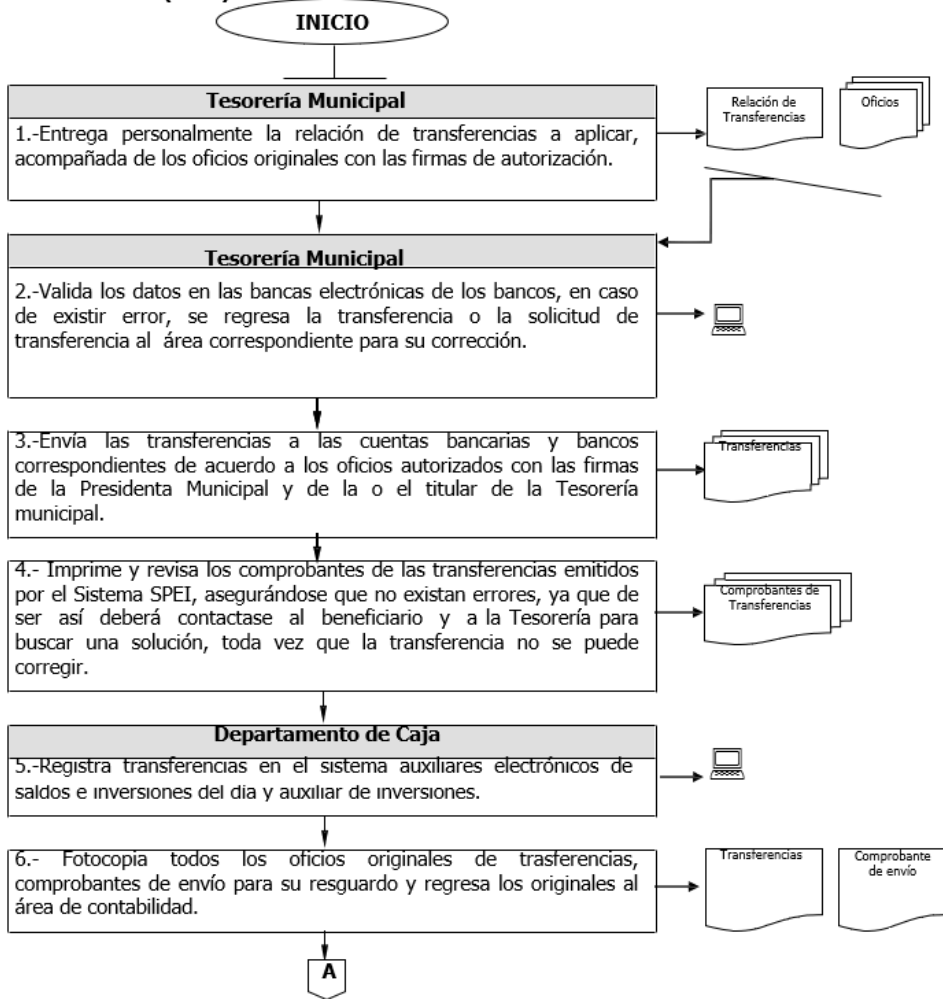 INICIO
Tesorería Municipal
1.-Entrega personalmente la relación de transferencias a aplicar,
acompañada de los oficios originales con las firmas de autorización.
Relación de
Transferencias
Oficios
Tesorería Municipal
2.-Valida los datos en las bancas electrónicas de los bancos, en caso
de existir error, se regresa la transferencia o la solicitud de
transferencia al área correspondiente para su corrección.
3.-Envía las transferencias a las cuentas bancarias y bancos
correspondientes de acuerdo a los oficios autorizados con las firmas
de la Presidenta Municipal y de la o el titular de la Tesorería
municipal.
Transferencias
4.- Imprime y revisa los comprobantes de las transferencias emitidos
por el Sistema SPEI, asegurándose que no existan errores, ya que de
ser así deberá contactase al beneficiario y a la Tesorería para
buscar una solución, toda vez que la transferencia no se puede
corregir.
Comprobantes de
Transferencias
Departamento de Caja
5.-Registra transferencias en el sistema auxiliares electrónicos de
saldos e inversiones del día y auxiliar de inversiones.
6.- Fotocopia todos los oficios originales de trasferencias,
comprobantes de envío para su resguardo y regresa los originales al
área de contabilidad.
Transferencias
Comprobante
de envío
A